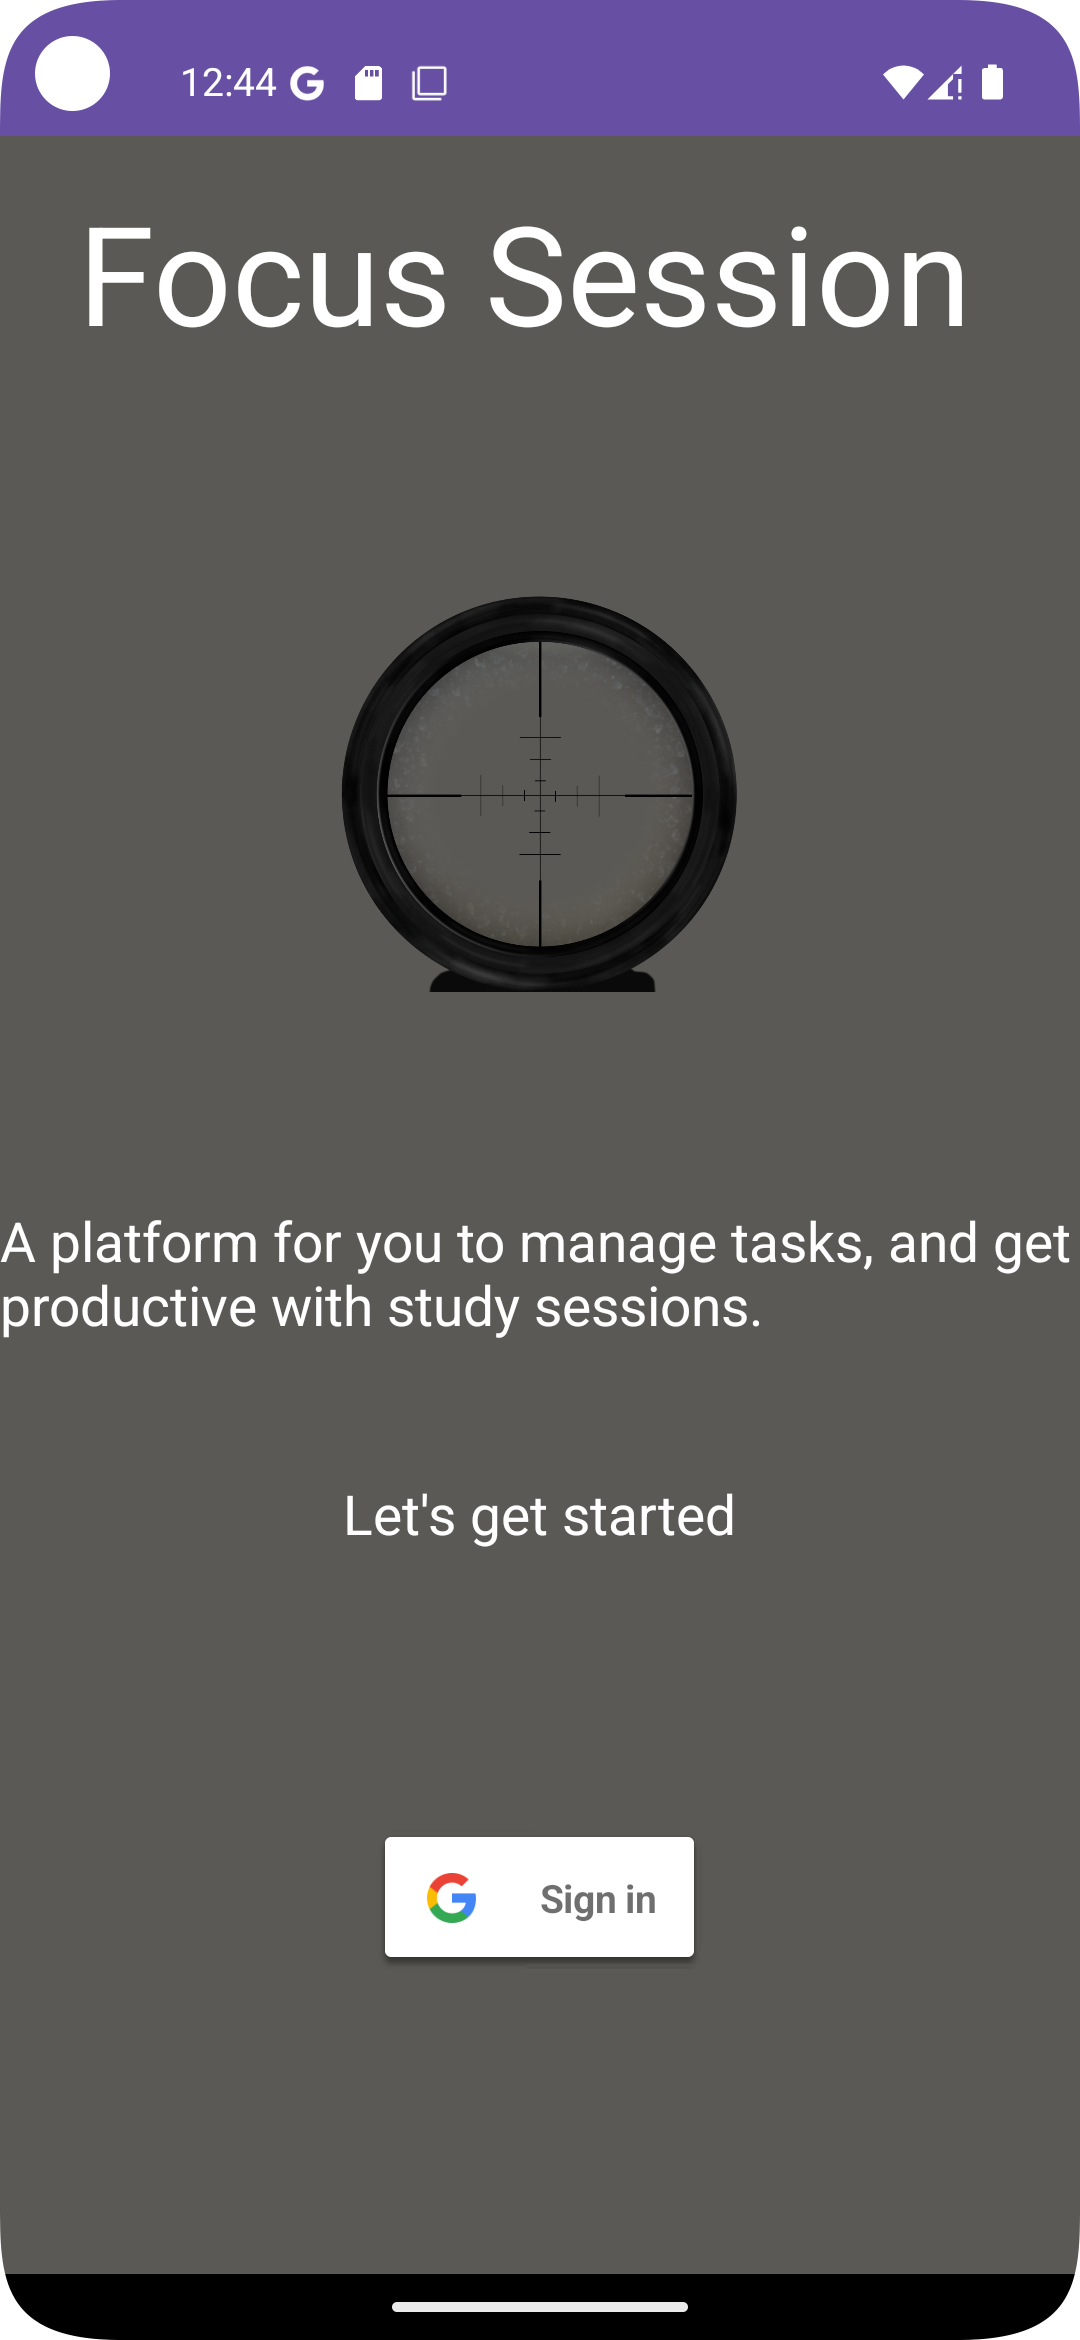 12:44
Focus Session
A platform for you to manage tasks, and get
productive with study sessions.
Let's get started
Sign in